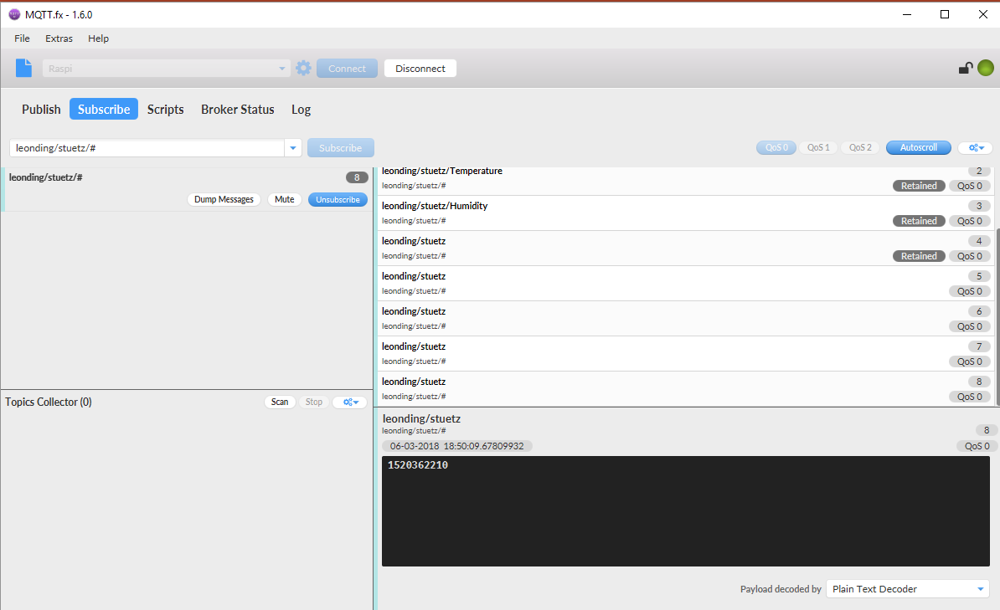 MQTT.fx - 1.6.0
File Extras Help
Raspi Connect Disconnect
Publish Subscribe Scripts Broker Status Log
leonding/stuetz/# Subscribe QoS 0 QoS 1 QoS 2 Autoscroll
leonding/stuetz/# 8
Dump Messages Mute Unsubscribe
leonding/stuetz/Temperature 2
leonding/stuetz/# Retained QoS 0
leonding/stuetz/Humidity 3
leonding/stuetz/# Retained QoS 0
leonding/stuetz 4
leonding/stuetz/# Retained QoS 0
leonding/stuetz 5
leonding/stuetz/# QoS 0
leonding/stuetz 6
leonding/stuetz/# QoS 0
leonding/stuetz 7
leonding/stuetz/# QoS 0
leonding/stuetz 8
leonding/stuetz/# QoS 0
Topics Collector (0) Scan Stop
leonding/stuetz
leonding/stuetz/# 8
06-03-2018 18:50:09.67809932 QoS 0
1520362210
Payload decoded by Plain Text Decoder